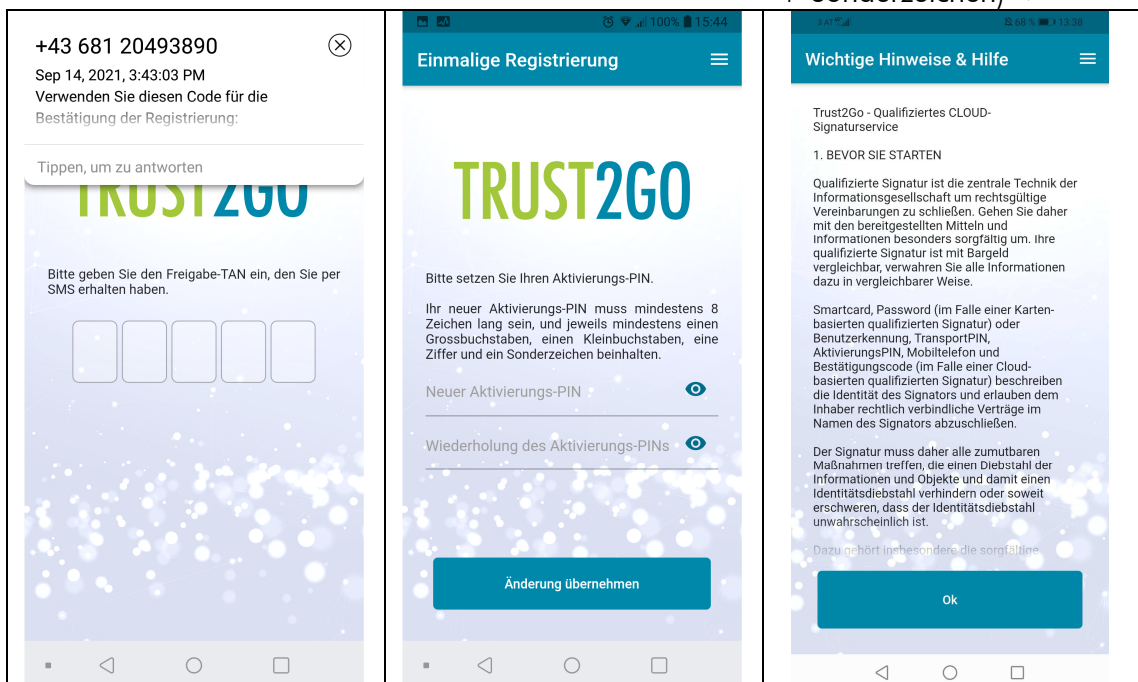 Sonderzeichen)
+43 681 20493890
Sep 14, 2021, 3:43:03 PM
Verwenden Sie diesen Code für die
Bestätigung der Registrierung:
Tippen, um zu antworten
TRUST2GO
Bitte geben Sie den Freigabe-TAN ein, den Sie per
SMS erhalten haben.
100% 15:44
Einmalige Registrierung
TRUST2GO
Bitte setzen Sie Ihren Aktivierungs-PIN.
Ihr neuer Aktivierungs-PIN muss mindestens 8
Zeichen lang sein, und jeweils mindestens einen
Grossbuchstaben, einen Kleinbuchstaben, eine
Ziffer und ein Sonderzeichen beinhalten.
Neuer Aktivierungs-PIN
Wiederholung des Aktivierungs-PINs
Änderung übernehmen
68 % 13:38
Wichtige Hinweise & Hilfe
Trust2Go - Qualifiziertes CLOUD-
Signaturservice
1. BEVOR SIE STARTEN
Qualifizierte Signatur ist die zentrale Technik der
Informationsgesellschaft um rechtsgültige
Vereinbarungen zu schließen. Gehen Sie daher
mit den bereitgestellten Mitteln und
Informationen besonders sorgfältig um. Ihre
qualifizierte Signatur ist mit Bargeld
vergleichbar, verwahren Sie alle Informationen
dazu in vergleichbarer Weise.
Smartcard, Password (im Falle einer Karten-
basierten qualifizierten Signatur) oder
Benutzerkennung, TransportPIN,
AktivierungsPIN, Mobiltelefon und
Bestätigungscode (im Falle einer Cloud-
basierten qualifizierten Signatur) beschreiben
die Identität des Signators und erlauben dem
Inhaber rechtlich verbindliche Verträge im
Namen des Signators abzuschließen.
Der Signatur muss daher alle zumutbaren
Maßnahmen treffen, die einen Diebstahl der
Informationen und Objekte und damit einen
Identitätsdiebstahl verhindern oder soweit
erschweren, dass der Identitätsdiebstahl
unwahrscheinlich ist.
Dazu gehört insbesondere die sorgfältige
Ok